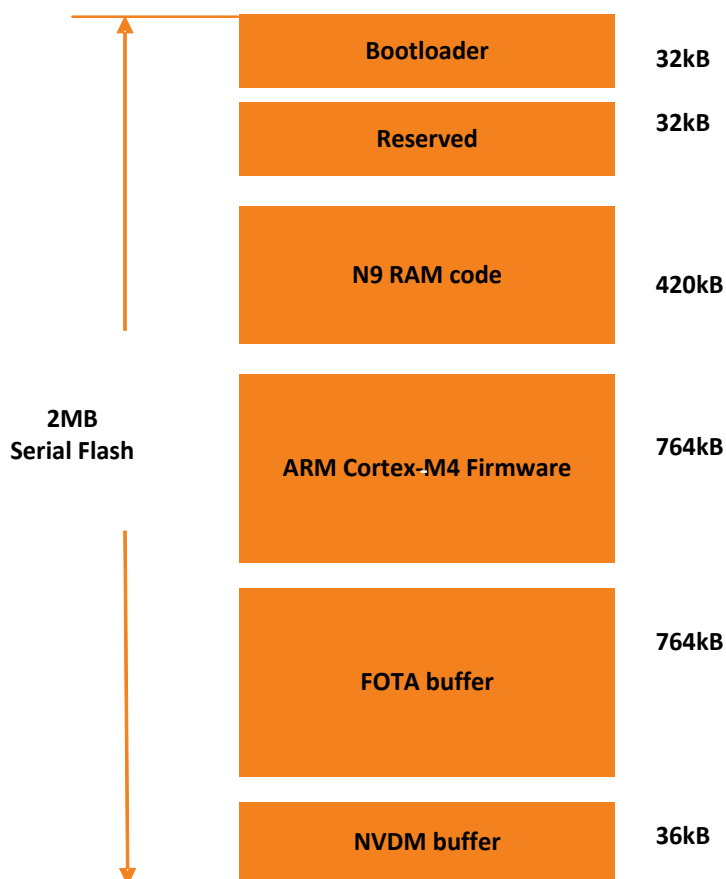 Bootloader
32kB
Reserved
32kB
N9 RAM code
420kB
2MB
Serial Flash
ARM Cortex-M4 Firmware
764kB
FOTA buffer
764kB
NVDM buffer
36kB